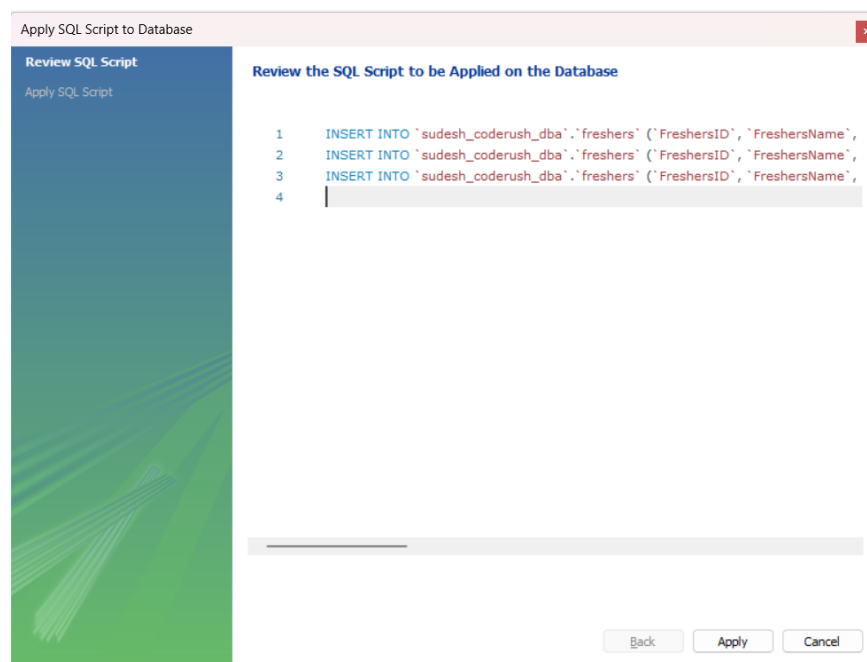 Apply SQL Script to Database
Review SQL Script
Apply SQL Script
Review the SQL Script to be Applied on the Database
1 INSERT INTO `sudesh_coderush_dba`.`freshers` (`FreshersID`, `FreshersName`,
2 INSERT INTO `sudesh_coderush_dba`.`freshers` (`FreshersID`, `FreshersName`,
3 INSERT INTO `sudesh_coderush_dba`.`freshers` (`FreshersID`, `FreshersName`,
4
Back Apply Cancel